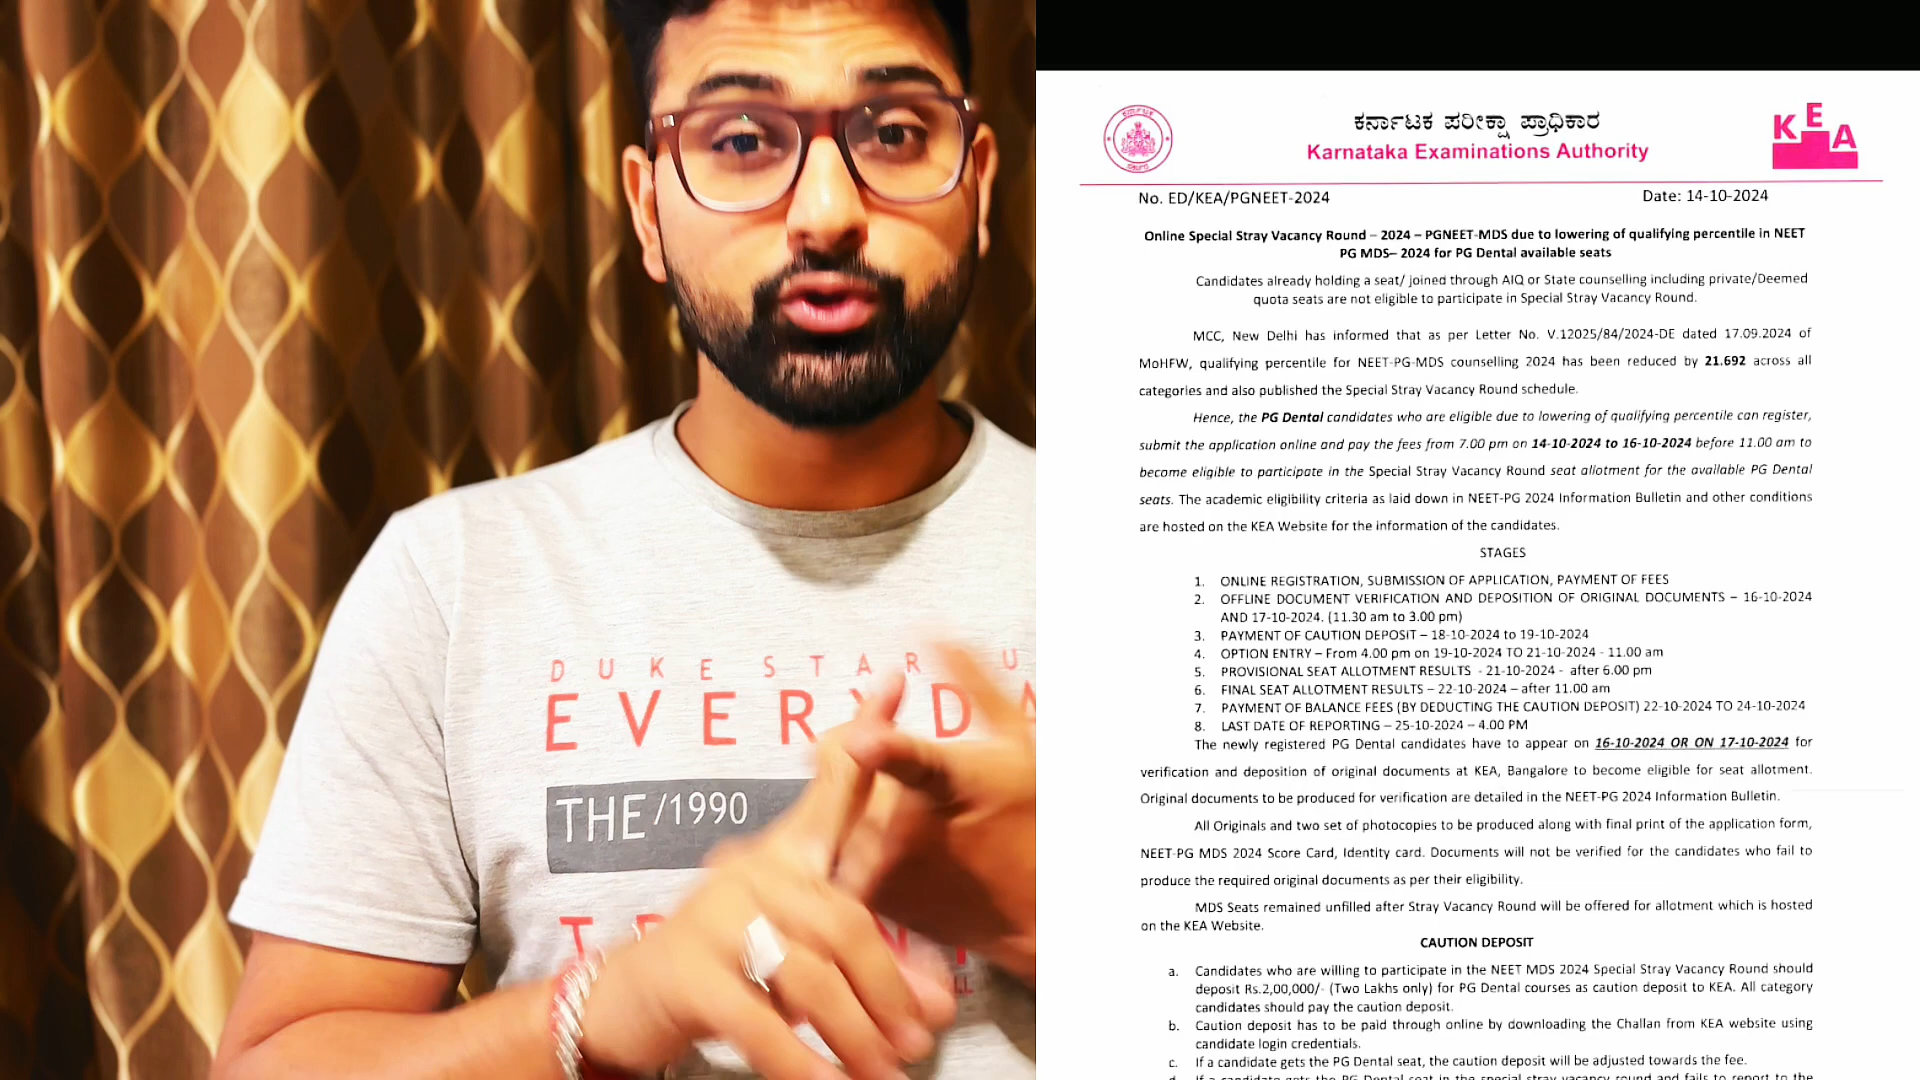 DUKE STAR U
EVERYDA
THE/1990
ಕರ್ನಾಟಕ ಪರೀಕ್ಷಾ ಪ್ರಾಧಿಕಾರ
Karnataka Examinations Authority
KEA
No. ED/KEA/PGNEET-2024 Date: 14-10-2024
Online Special Stray Vacancy Round – 2024 – PGNEET-MDS due to lowering of qualifying percentile in NEET
PG MDS– 2024 for PG Dental available seats
Candidates already holding a seat/ joined through AIQ or State counselling including private/Deemed
quota seats are not eligible to participate in Special Stray Vacancy Round.
MCC, New Delhi has informed that as per Letter No. V.12025/84/2024-DE dated 17.09.2024 of
MoHFW, qualifying percentile for NEET-PG-MDS counselling 2024 has been reduced by 21.692 across all
categories and also published the Special Stray Vacancy Round schedule.
Hence, the PG Dental candidates who are eligible due to lowering of qualifying percentile can register,
submit the application online and pay the fees from 7.00 pm on 14-10-2024 to 16-10-2024 before 11.00 am to
become eligible to participate in the Special Stray Vacancy Round seat allotment for the available PG Dental
seats. The academic eligibility criteria as laid down in NEET-PG 2024 Information Bulletin and other conditions
are hosted on the KEA Website for the information of the candidates.
STAGES
1. ONLINE REGISTRATION, SUBMISSION OF APPLICATION, PAYMENT OF FEES
2. OFFLINE DOCUMENT VERIFICATION AND DEPOSITION OF ORIGINAL DOCUMENTS – 16-10-2024
AND 17-10-2024. (11.30 am to 3.00 pm)
3. PAYMENT OF CAUTION DEPOSIT – 18-10-2024 to 19-10-2024
4. OPTION ENTRY – From 4.00 pm on 19-10-2024 TO 21-10-2024 - 11.00 am
5. PROVISIONAL SEAT ALLOTMENT RESULTS - 21-10-2024 - after 6.00 pm
6. FINAL SEAT ALLOTMENT RESULTS – 22-10-2024 – after 11.00 am
7. PAYMENT OF BALANCE FEES (BY DEDUCTING THE CAUTION DEPOSIT) 22-10-2024 TO 24-10-2024
8. LAST DATE OF REPORTING – 25-10-2024 – 4.00 PM
The newly registered PG Dental candidates have to appear on 16-10-2024 OR ON 17-10-2024 for
verification and deposition of original documents at KEA, Bangalore to become eligible for seat allotment.
Original documents to be produced for verification are detailed in the NEET-PG 2024 Information Bulletin.
All Originals and two set of photocopies to be produced along with final print of the application form,
NEET-PG MDS 2024 Score Card, Identity card. Documents will not be verified for the candidates who fail to
produce the required original documents as per their eligibility.
MDS Seats remained unfilled after Stray Vacancy Round will be offered for allotment which is hosted
on the KEA Website.
CAUTION DEPOSIT
a. Candidates who are willing to participate in the NEET MDS 2024 Special Stray Vacancy Round should
deposit Rs.2,00,000/- (Two Lakhs only) for PG Dental courses as caution deposit to KEA. All category
candidates should pay the caution deposit.
b. Caution deposit has to be paid through online by downloading the Challan from KEA website using
candidate login credentials.
c. If a candidate gets the PG Dental seat, the caution deposit will be adjusted towards the fee.
d. If a candidate gets the PG Dental seat in the special stray vacancy round and fails to report to the